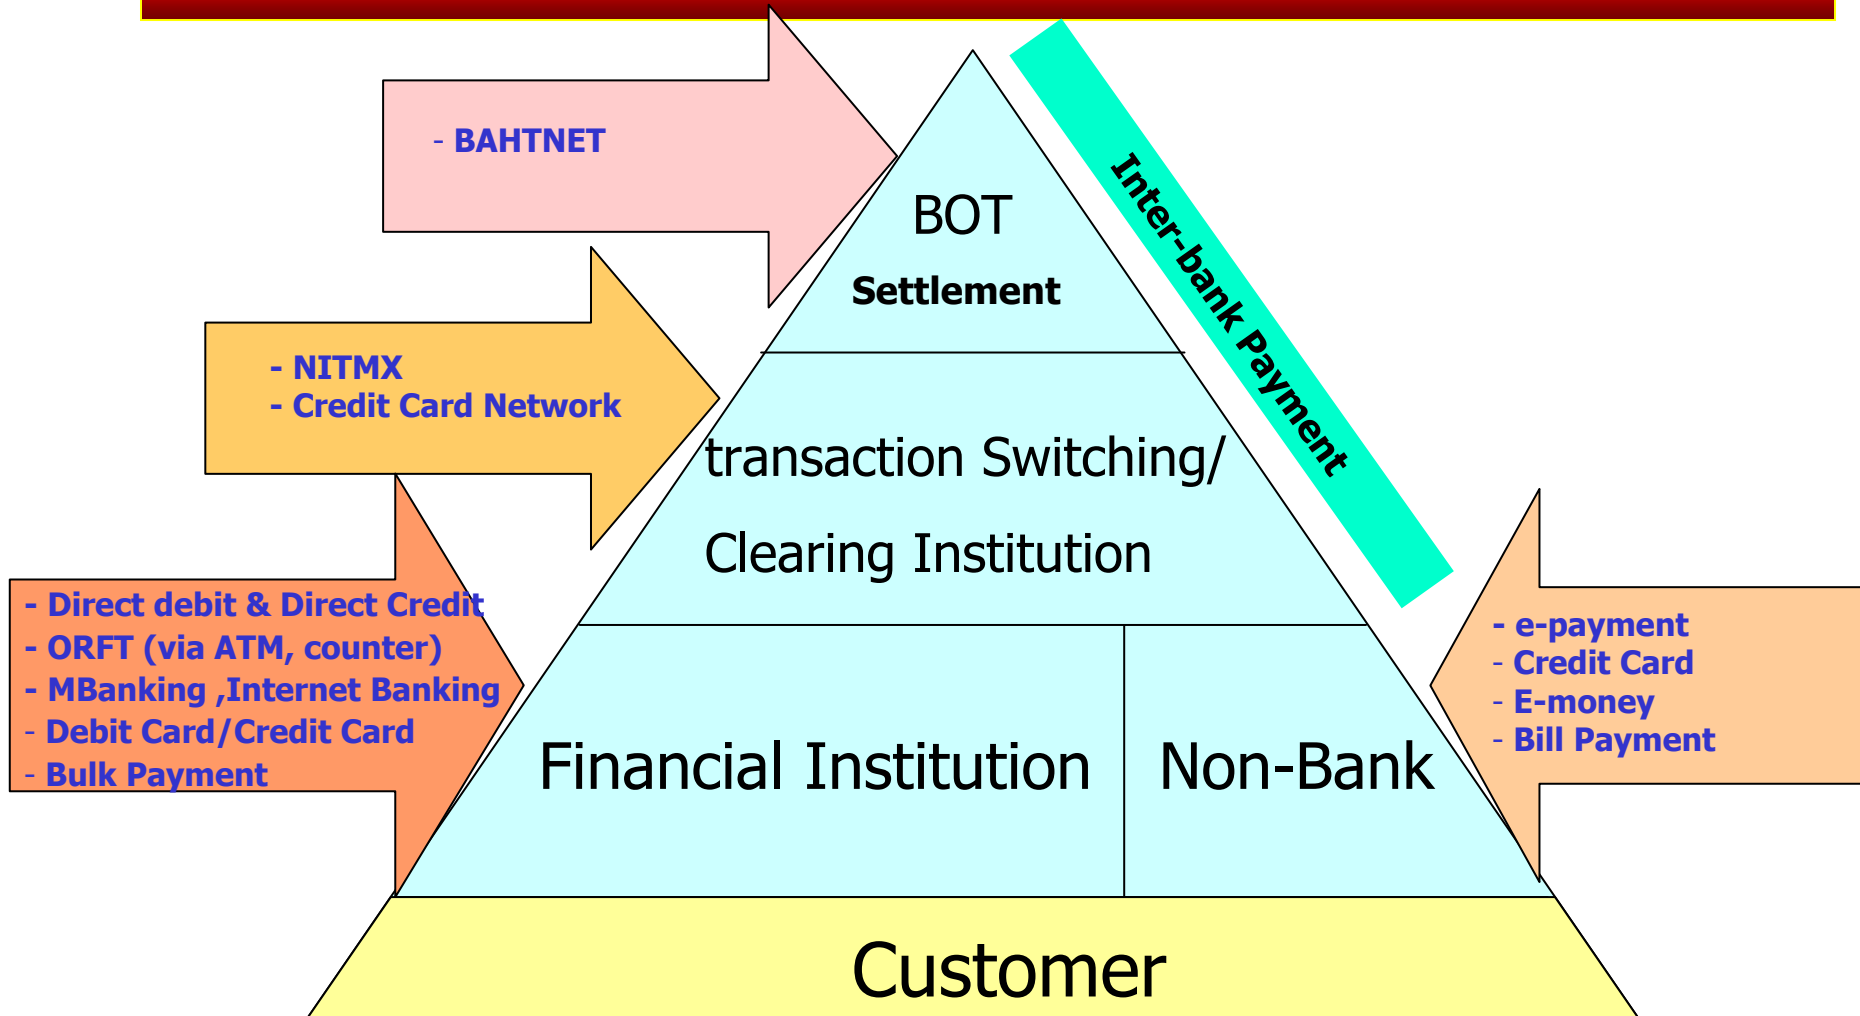 - BAHTNET
BOT
Settlement
Inter-bank Payment
- NITMX
- Credit Card Network
transaction Switching/
Clearing Institution
- Direct debit & Direct Credit
- ORFT (via ATM, counter)
- MBanking ,Internet Banking
- Debit Card/Credit Card
- Bulk Payment
- e-payment
- Credit Card
- E-money
- Bill Payment
Financial Institution
Non-Bank
Customer